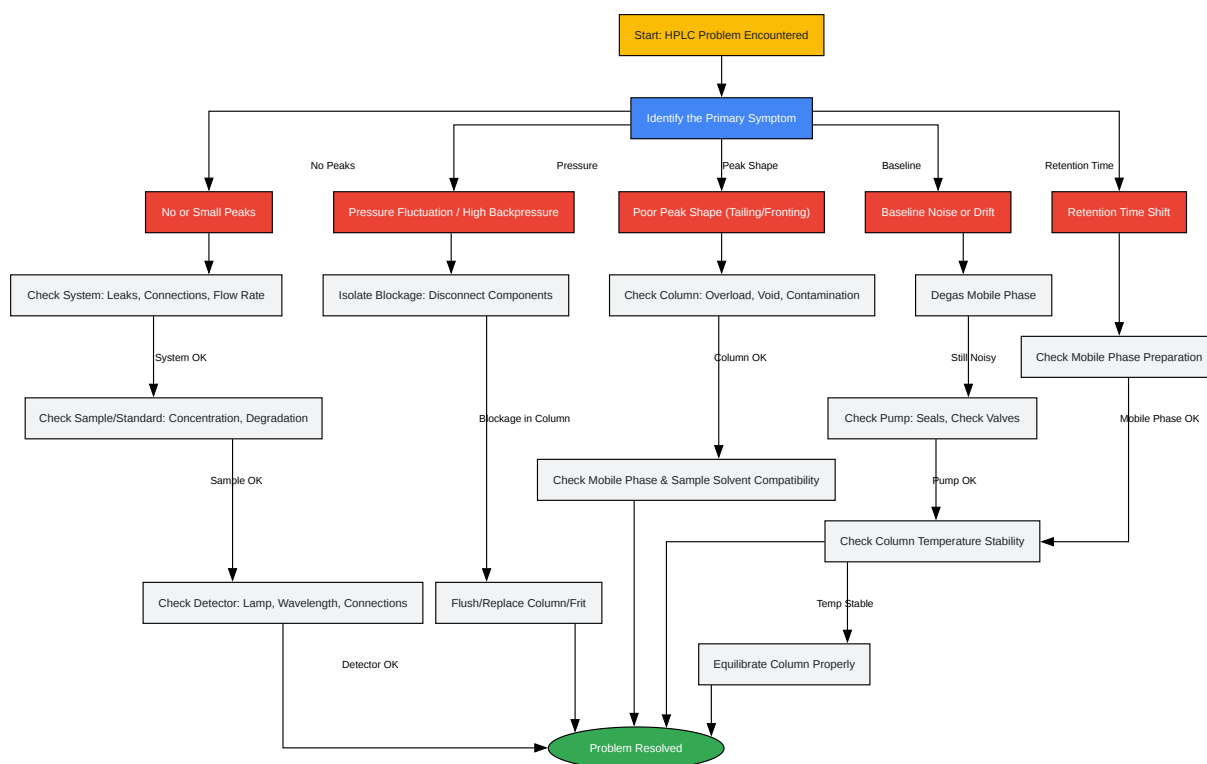 Start: HPLC Problem Encountered
Identify the Primary Symptom
No Peaks
Pressure
Peak Shape
Baseline
Retention Time
No or Small Peaks
Pressure Fluctuation / High Backpressure
Poor Peak Shape (Tailing/Fronting)
Baseline Noise or Drift
Retention Time Shift
Check System: Leaks, Connections, Flow Rate
Isolate Blockage: Disconnect Components
Check Column: Overload, Void, Contamination
Degas Mobile Phase
System OK
Column OK
Still Noisy
Check Mobile Phase Preparation
Check Sample/Standard: Concentration, Degradation
Blockage in Column
Check Pump: Seals, Check Valves
Mobile Phase OK
Sample OK
Check Mobile Phase & Sample Solvent Compatibility
Pump OK
Check Column Temperature Stability
Check Detector: Lamp, Wavelength, Connections
Flush/Replace Column/Frit
Temp Stable
Detector OK
Equilibrate Column Properly
Problem Resolved